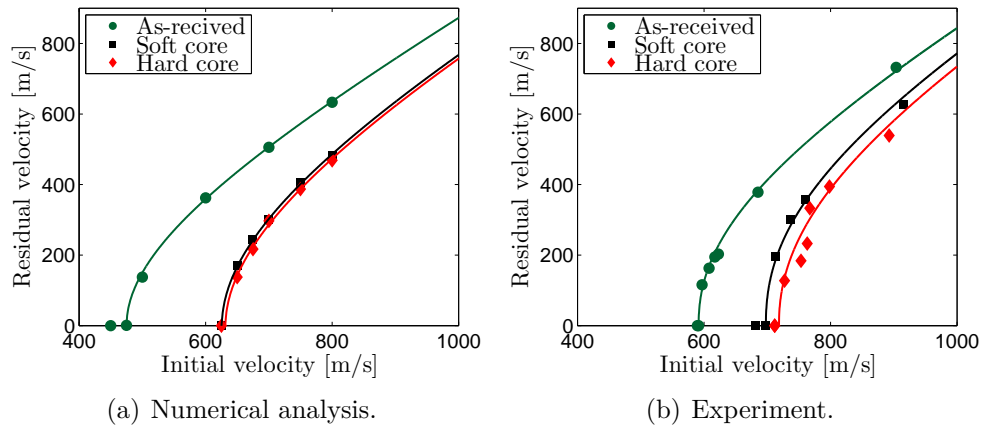 As-recived
Soft core
Hard core
Residual velocity [m/s]
800
600
400
200
0
400
600
800
1000
Initial velocity [m/s]
(a) Numerical analysis.
As-received
Soft core
Hard core
Residual velocity [m/s]
800
600
400
200
0
400
600
800
1000
Initial velocity [m/s]
(b) Experiment.